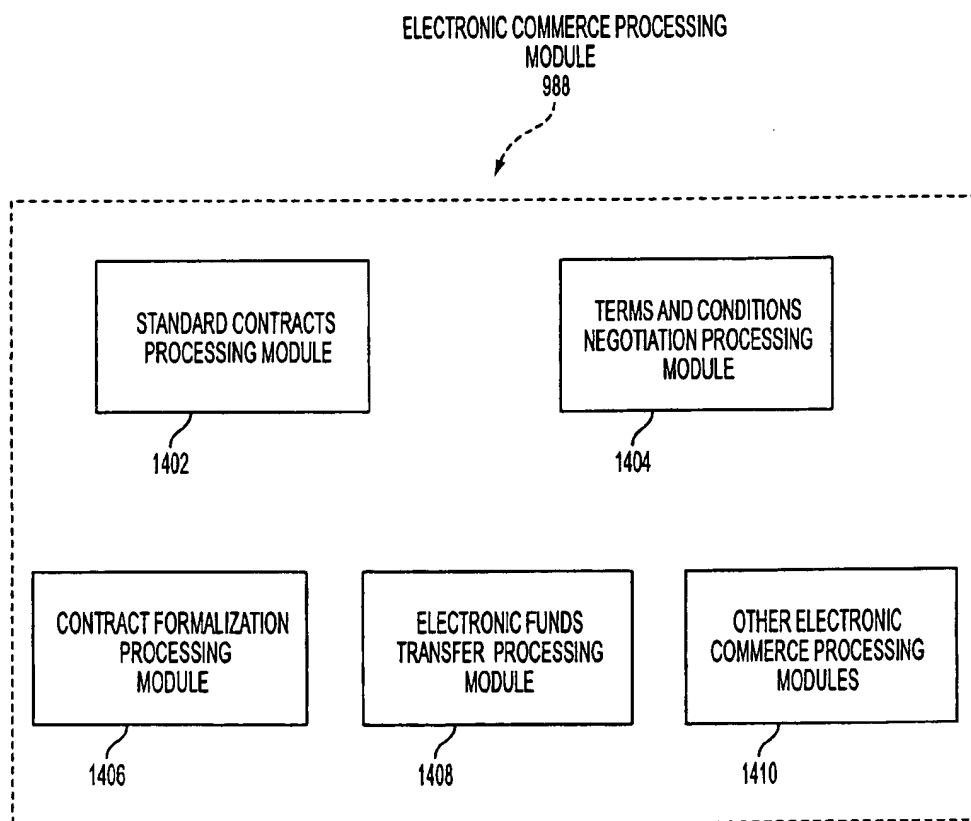 ELECTRONIC COMMERCE PROCESSING
MODULE
988
STANDARD CONTRACTS
PROCESSING MODULE
1402
TERMS AND CONDITIONS
NEGOTIATION PROCESSING
MODULE
1404
CONTRACT FORMALIZATION
PROCESSING
MODULE
1406
ELECTRONIC FUNDS
TRANSFER PROCESSING
MODULE
1408
OTHER ELECTRONIC
COMMERCE PROCESSING
MODULES
1410